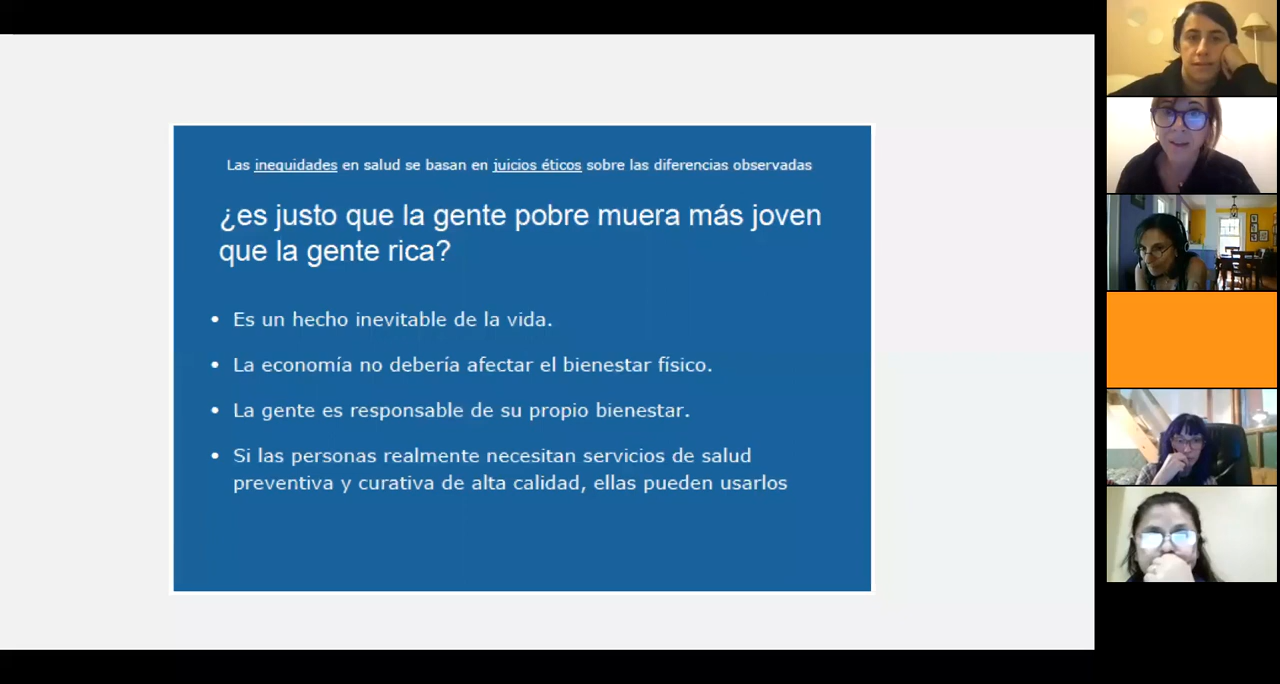 Las inequidades en salud se basan en juicios éticos sobre las diferencias observadas
¿es justo que la gente pobre muera más joven
que la gente rica?
• Es un hecho inevitable de la vida.
• La economía no debería afectar el bienestar físico.
• La gente es responsable de su propio bienestar.
• Si las personas realmente necesitan servicios de salud
preventiva y curativa de alta calidad, ellas pueden usarlos